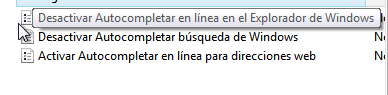 Desactivar Autocompletar en línea en el Explorador de Windows
Desactivar Autocompletar búsqueda de Windows
Activar Autocompletar en línea para direcciones web